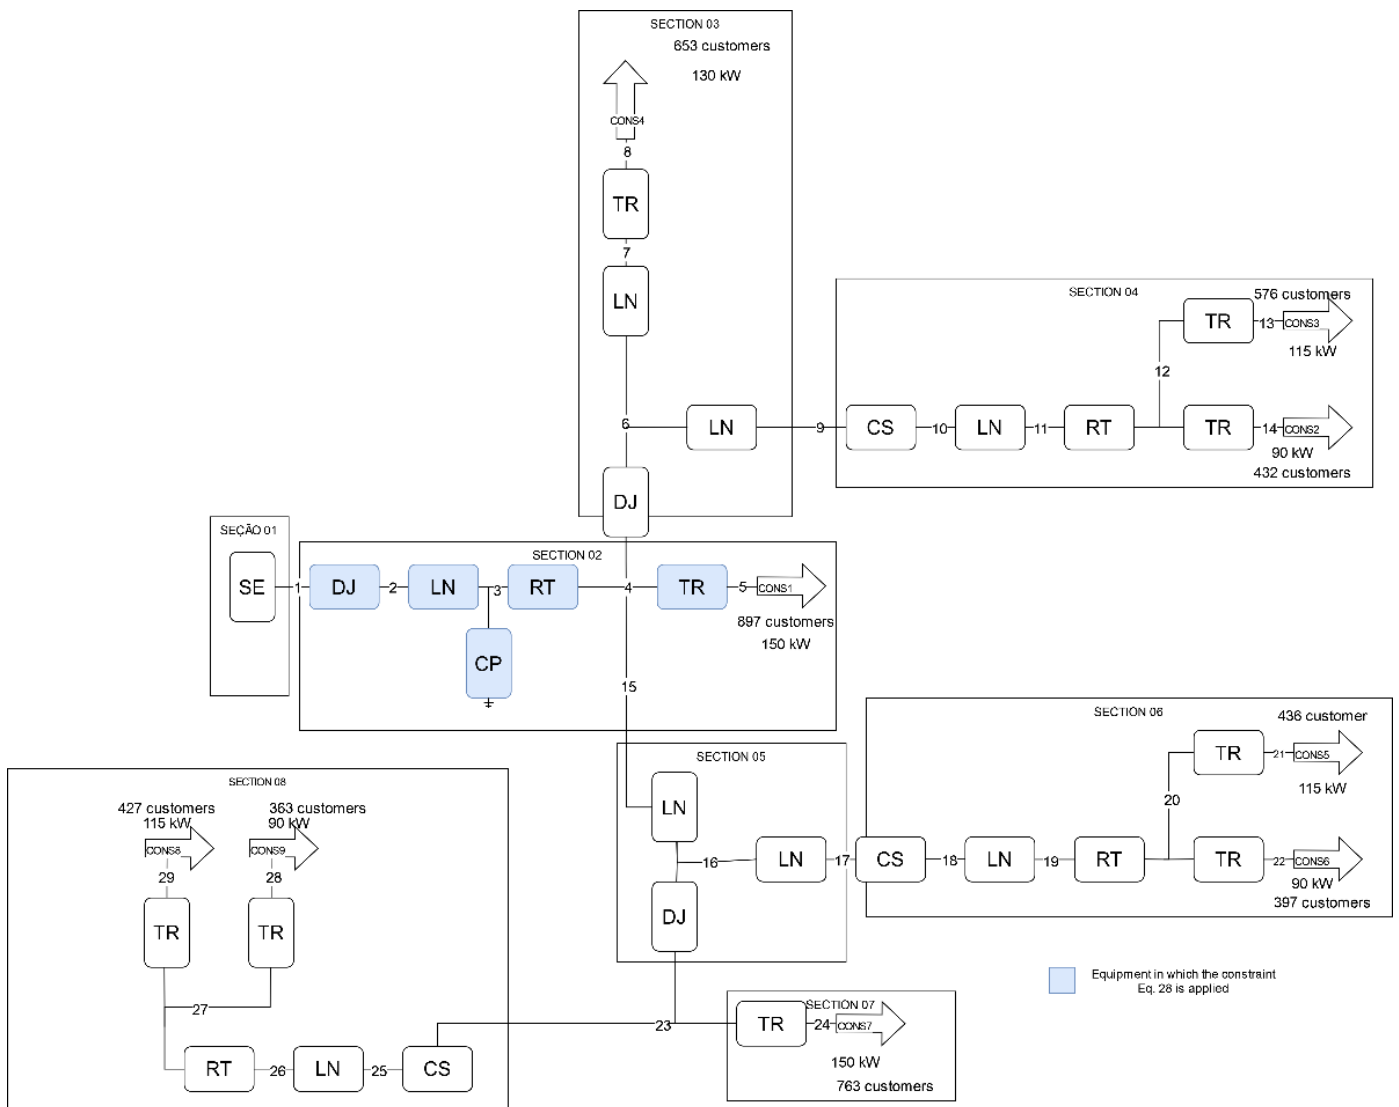 SECTION 03
653 customers
130 kW
CONS4
8
TR
7
LN
6
LN
DJ
9
SECTION 04
576 customers
TR
13
CONS3
115 kW
12
CS
10
LN
11
RT
TR
14
CONS2
90 kW
432 customers
SEÇÃO 01
SE
1
SECTION 02
DJ
2
LN
3
RT
4
TR
5
CONS1
897 customers
150 kW
CP
15
SECTION 05
LN
16
LN
17
DJ
SECTION 06
436 customer
TR
21
CONS5
115 kW
20
CS
18
LN
19
RT
TR
22
CONS6
90 kW
397 customers
SECTION 08
427 customers
115 kW
363 customers
90 kW
CONS9
29
28
TR
TR
27
RT
26
LN
25
CS
23
SECTION 07
TR
24
CONS7
150 kW
763 customers
Equipment in which the constraint
Eq. 28 is applied